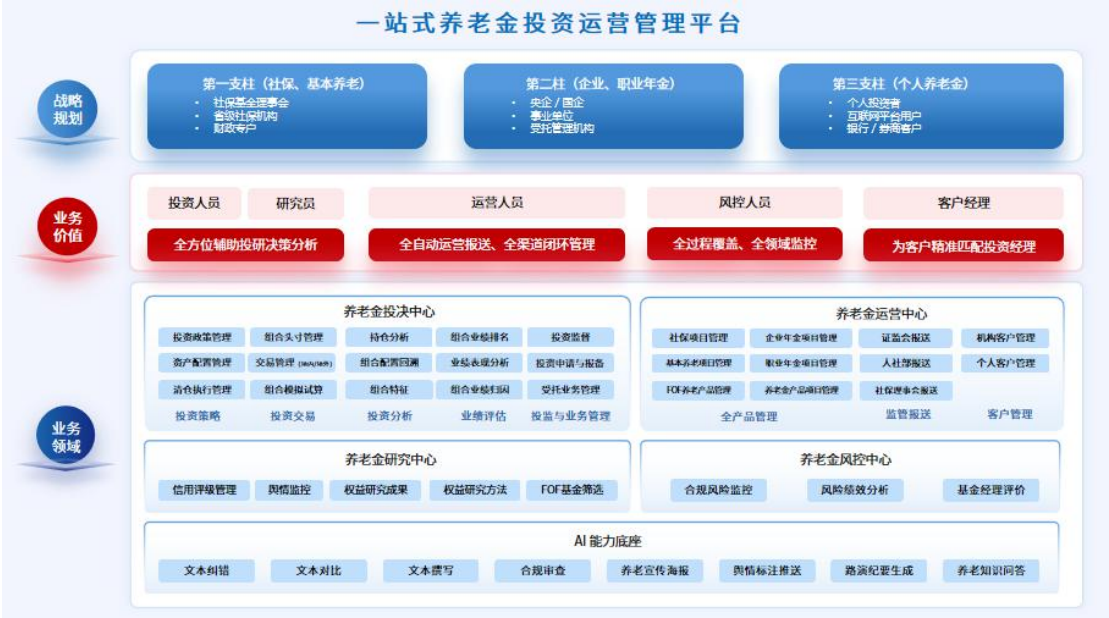 一站式养老金投资运营管理平台
战略
规划
第一支柱（社保、基本养老）
• 社保基金理事会
• 省级社保机构
• 财政专户
第二柱（企业、职业年金）
• 央企 / 国企
• 事业单位
• 受托管理机构
第三支柱（个人养老金）
• 个人投资者
• 互联网平台用户
• 银行 / 券商客户
业务
价值
投资人员 研究员 运营人员 风控人员 客户经理
全方位辅助投研决策分析 全自动运营报送、全渠道闭环管理 全过程覆盖、全领域监控 为客户精准匹配投资经理
业务
领域
养老金投决中心
投资政策管理 组合头寸管理 持仓分析 组合业绩排名 投资监督
资产配置管理 交易管理 组合配置回溯 业绩表现分析 投资申请与报备
清仓执行管理 组合模拟试算 组合特征 组合业绩归因 受托业务管理
投资策略 投资交易 投资分析 业绩评估 投监与业务管理
养老金运营中心
社保项目管理 企业年金项目管理 证监会报送 机构客户管理
基本养老项目管理 职业年金项目管理 人社部报送 个人客户管理
FOF养老产品管理 养老金产品项目管理 社保理事会报送
全产品管理 监管报送 客户管理
养老金研究中心
信用评级管理 舆情监控 权益研究成果 权益研究方法 FOF基金筛选
养老金风控中心
合规风险监控 风险绩效分析 基金经理评价
AI 能力底座
文本纠错 文本对比 文本撰写 合规审查 养老宣传海报 舆情标注推送 路演纪要生成 养老知识问答